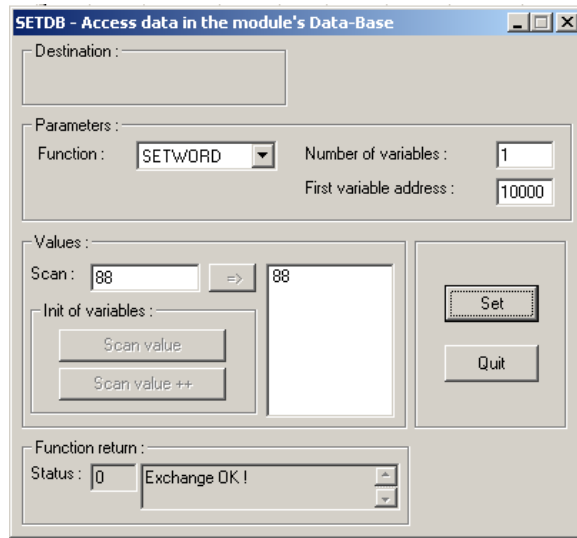 SETDB - Access data in the module's Data-Base
Destination :
Parameters :
Function : SETWORD Number of variables : 1
First variable address : 10000
Values :
Scan : 88 => 88
Init of variables :
Scan value
Scan value ++
Set
Quit
Function return :
Status : 0 Exchange OK !